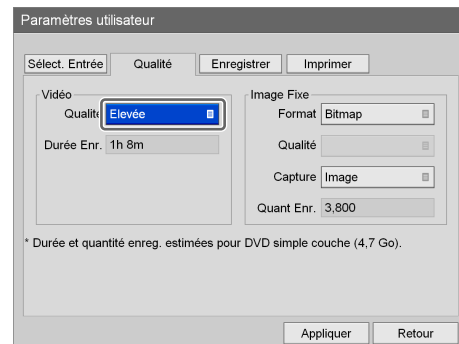 Paramètres utilisateur
Sélect. Entrée Qualité Enregistrer Imprimer
Vidéo
Qualité Elevée
Durée Enr. 1h 8m
Image Fixe
Format Bitmap
Qualité
Capture Image
Quant Enr. 3,800
* Durée et quantité enreg. estimées pour DVD simple couche (4,7 Go).
Appliquer Retour